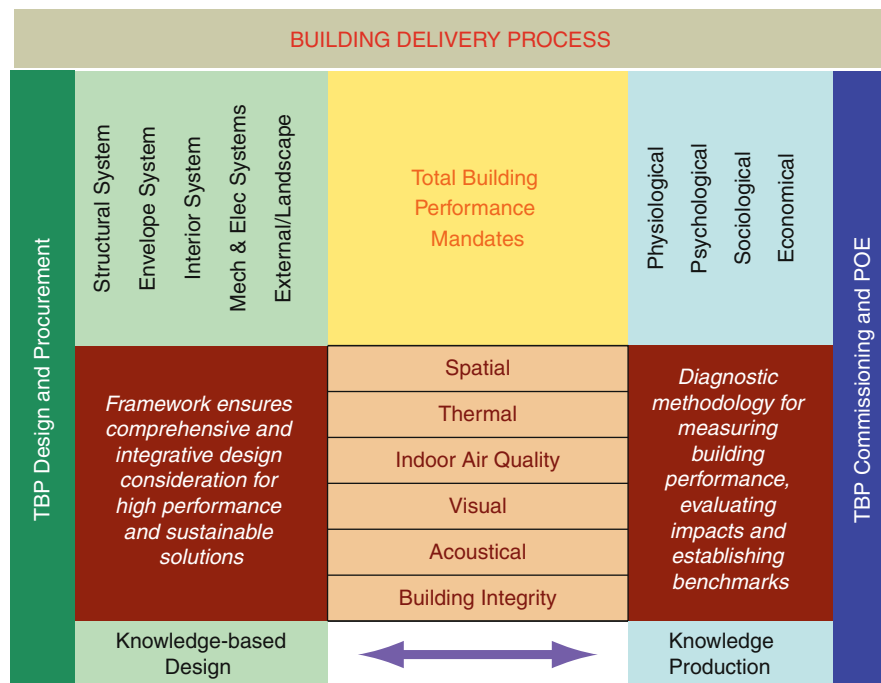 BUILDING DELIVERY PROCESS
TBP Design and Procurement
Structural System
Envelope System
Interior System
Mech & Elec Systems
External/Landscape
Total Building
Performance
Mandates
Physiological
Psychological
Sociological
Economical
TBP Commissioning and POE
Framework ensures
comprehensive and
integrative design
consideration for
high performance
and sustainable
solutions
Spatial
Thermal
Indoor Air Quality
Visual
Acoustical
Building Integrity
Diagnostic
methodology for
measuring
building
performance,
evaluating
impacts and
establishing
benchmarks
Knowledge-based
Design
Knowledge
Production